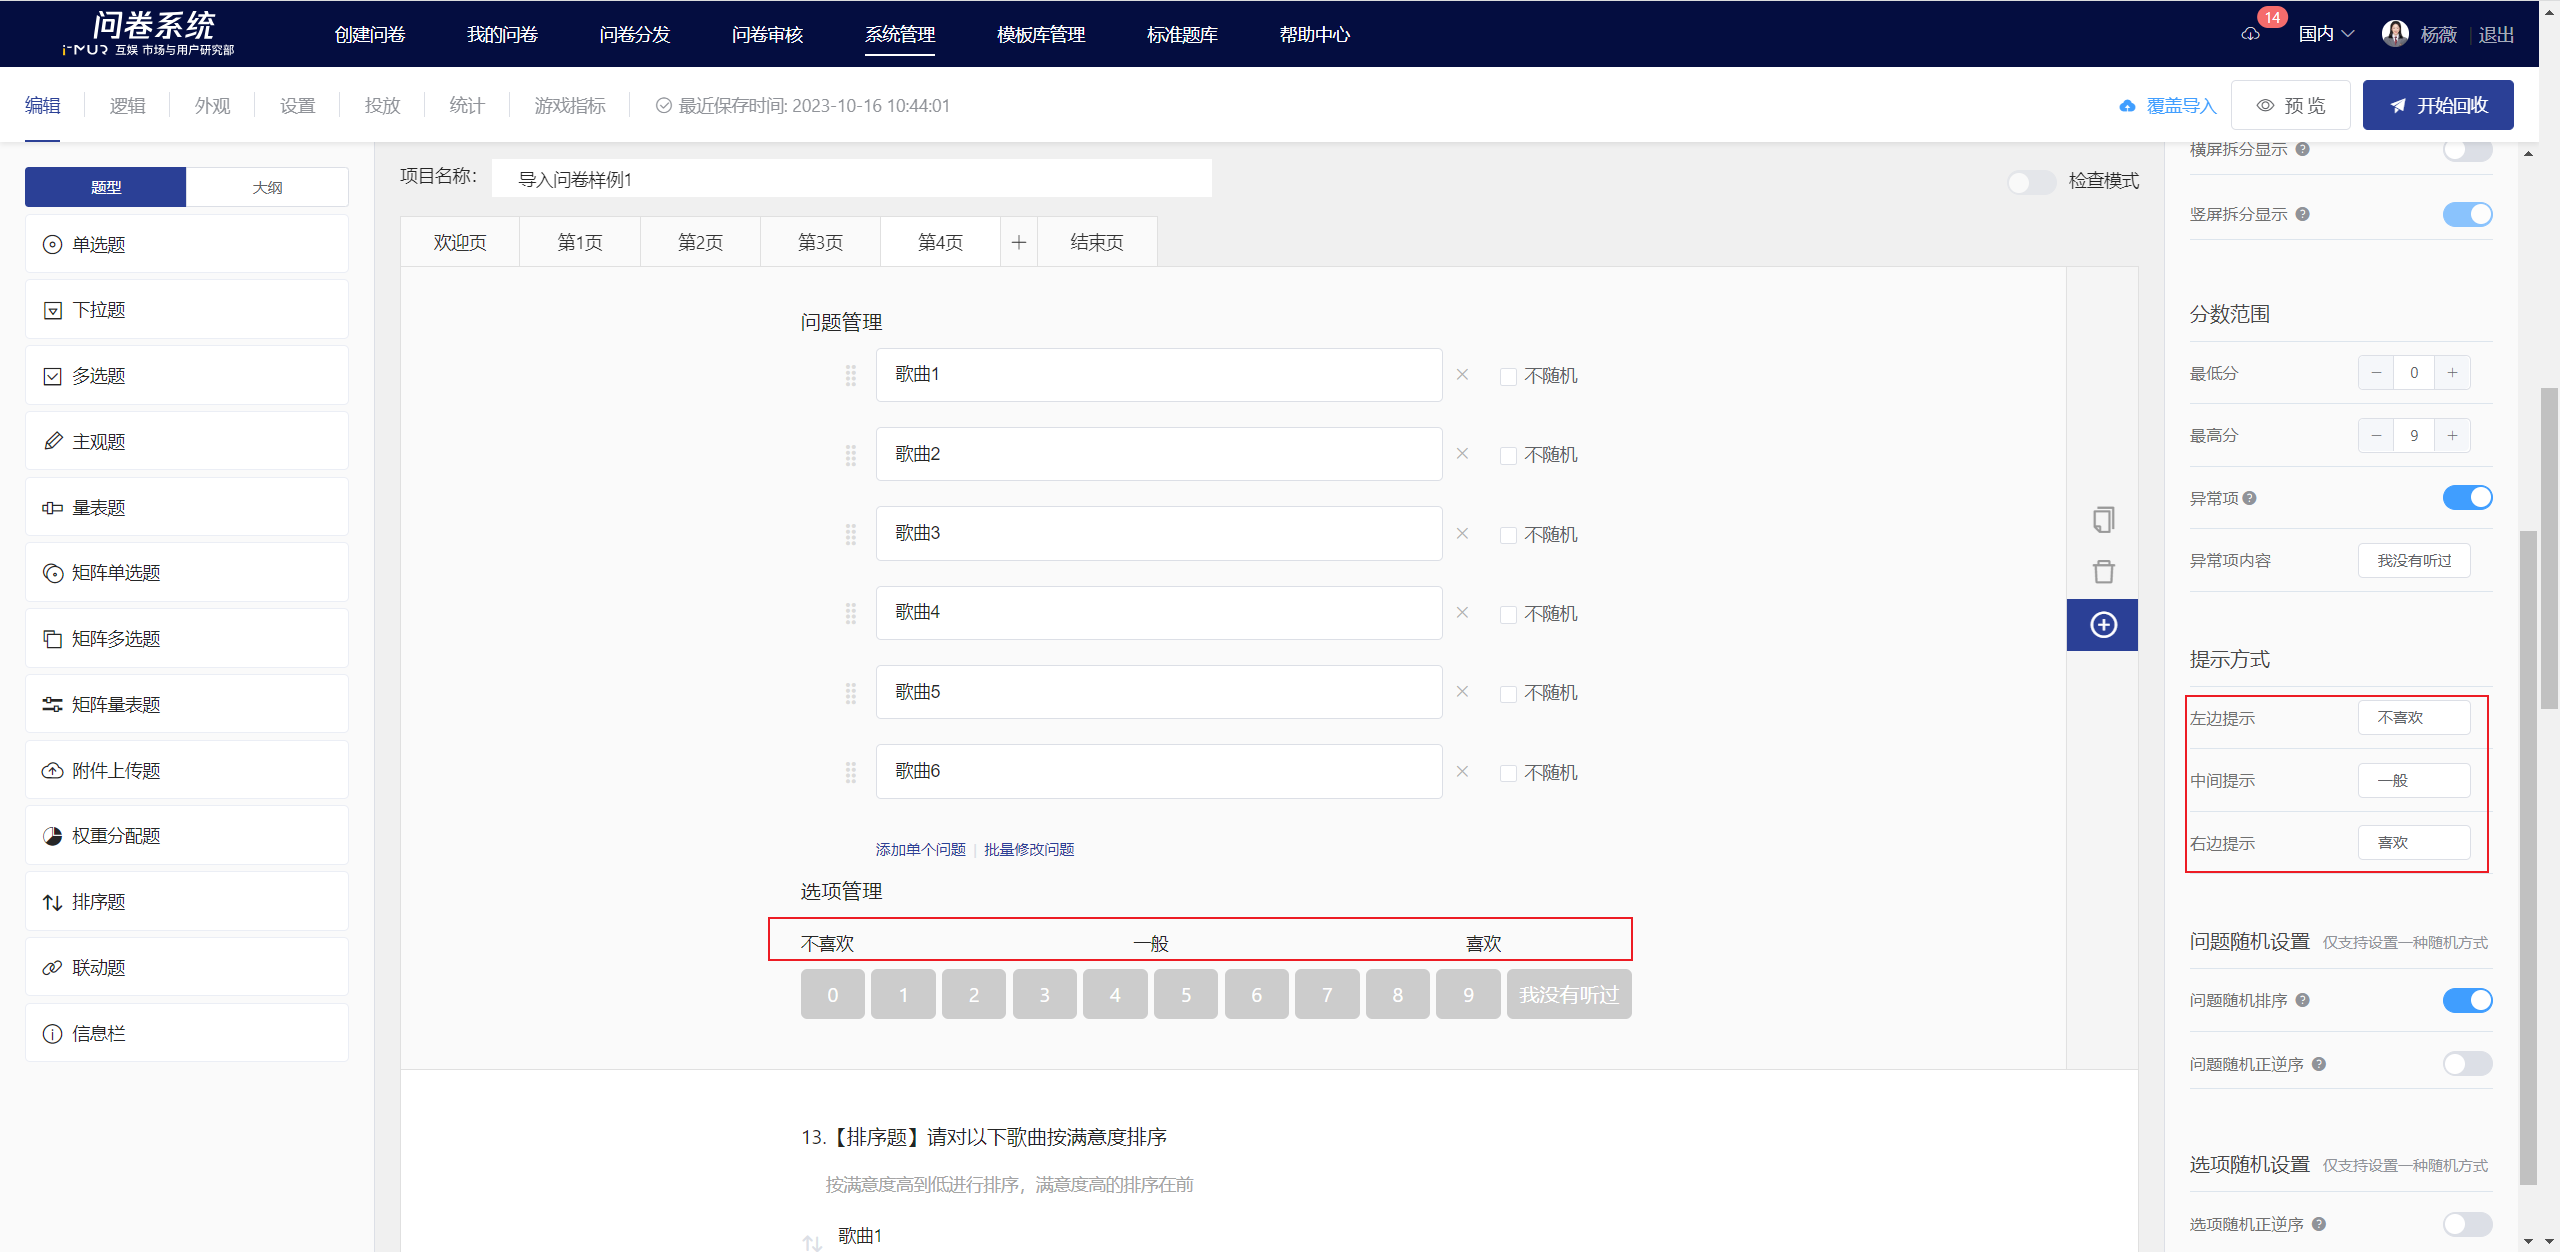 问卷系统
i-MUR 互娱 市场与用户研究部
创建问卷
我的问卷
问卷分发
问卷审核
系统管理
模板库管理
标准题库
帮助中心
14
国内
杨薇
退出
编辑
逻辑
外观
设置
投放
统计
游戏指标
最近保存时间: 2023-10-16 10:44:01
覆盖导入
预 览
开始回收
题型
大纲
单选题
下拉题
多选题
主观题
量表题
矩阵单选题
矩阵多选题
矩阵量表题
附件上传题
权重分配题
排序题
联动题
信息栏
项目名称:
导入问卷样例1
检查模式
欢迎页
第1页
第2页
第3页
第4页
结束页
问题管理
歌曲1
不随机
歌曲2
不随机
歌曲3
不随机
歌曲4
不随机
歌曲5
不随机
歌曲6
不随机
添加单个问题 | 批量修改问题
选项管理
不喜欢 一般 喜欢
0 1 2 3 4 5 6 7 8 9 我没有听过
13.【排序题】请对以下歌曲按满意度排序
按满意度高到低进行排序，满意度高的排序在前
歌曲1
横屏拆分显示
竖屏拆分显示
分数范围
最低分
0
最高分
9
异常项
异常项内容
我没有听过
提示方式
左边提示
不喜欢
中间提示
一般
右边提示
喜欢
问题随机设置 仅支持设置一种随机方式
问题随机排序
问题随机正逆序
选项随机设置 仅支持设置一种随机方式
选项随机正逆序